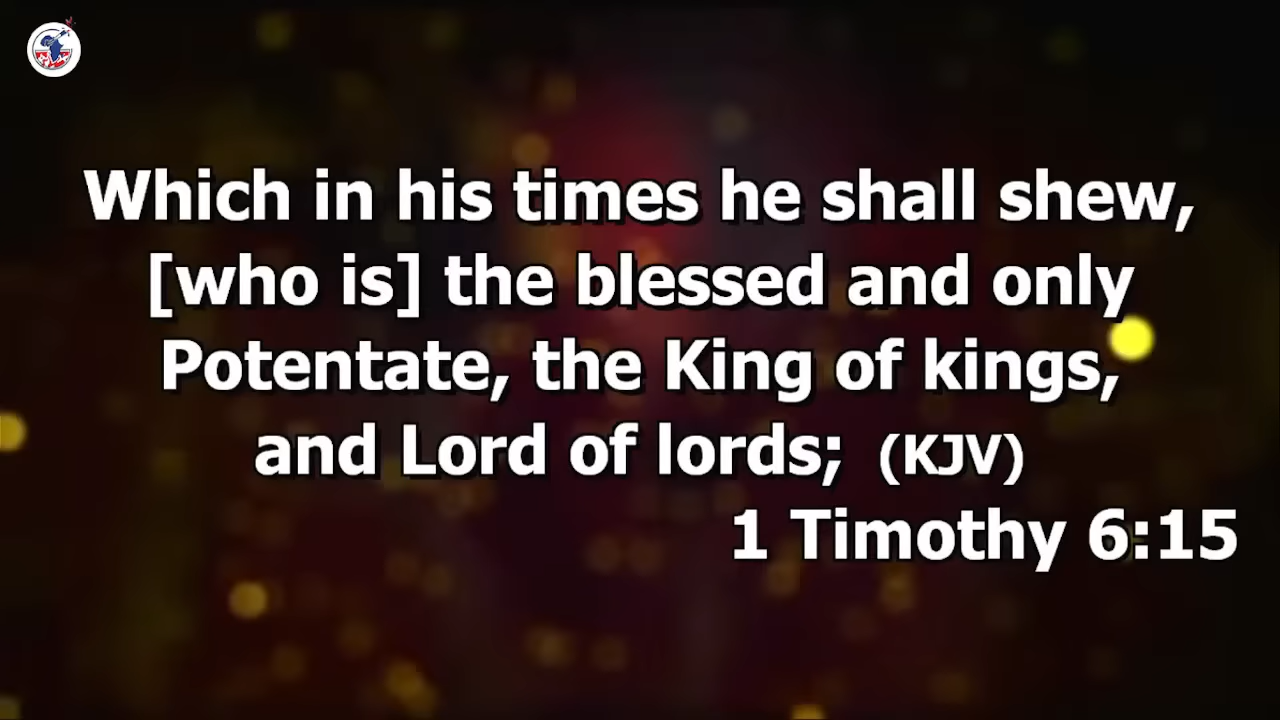 Which in his times he shall shew,
[who is] the blessed and only
Potentate, the King of kings,
and Lord of lords; (KJV)
1 Timothy 6:15